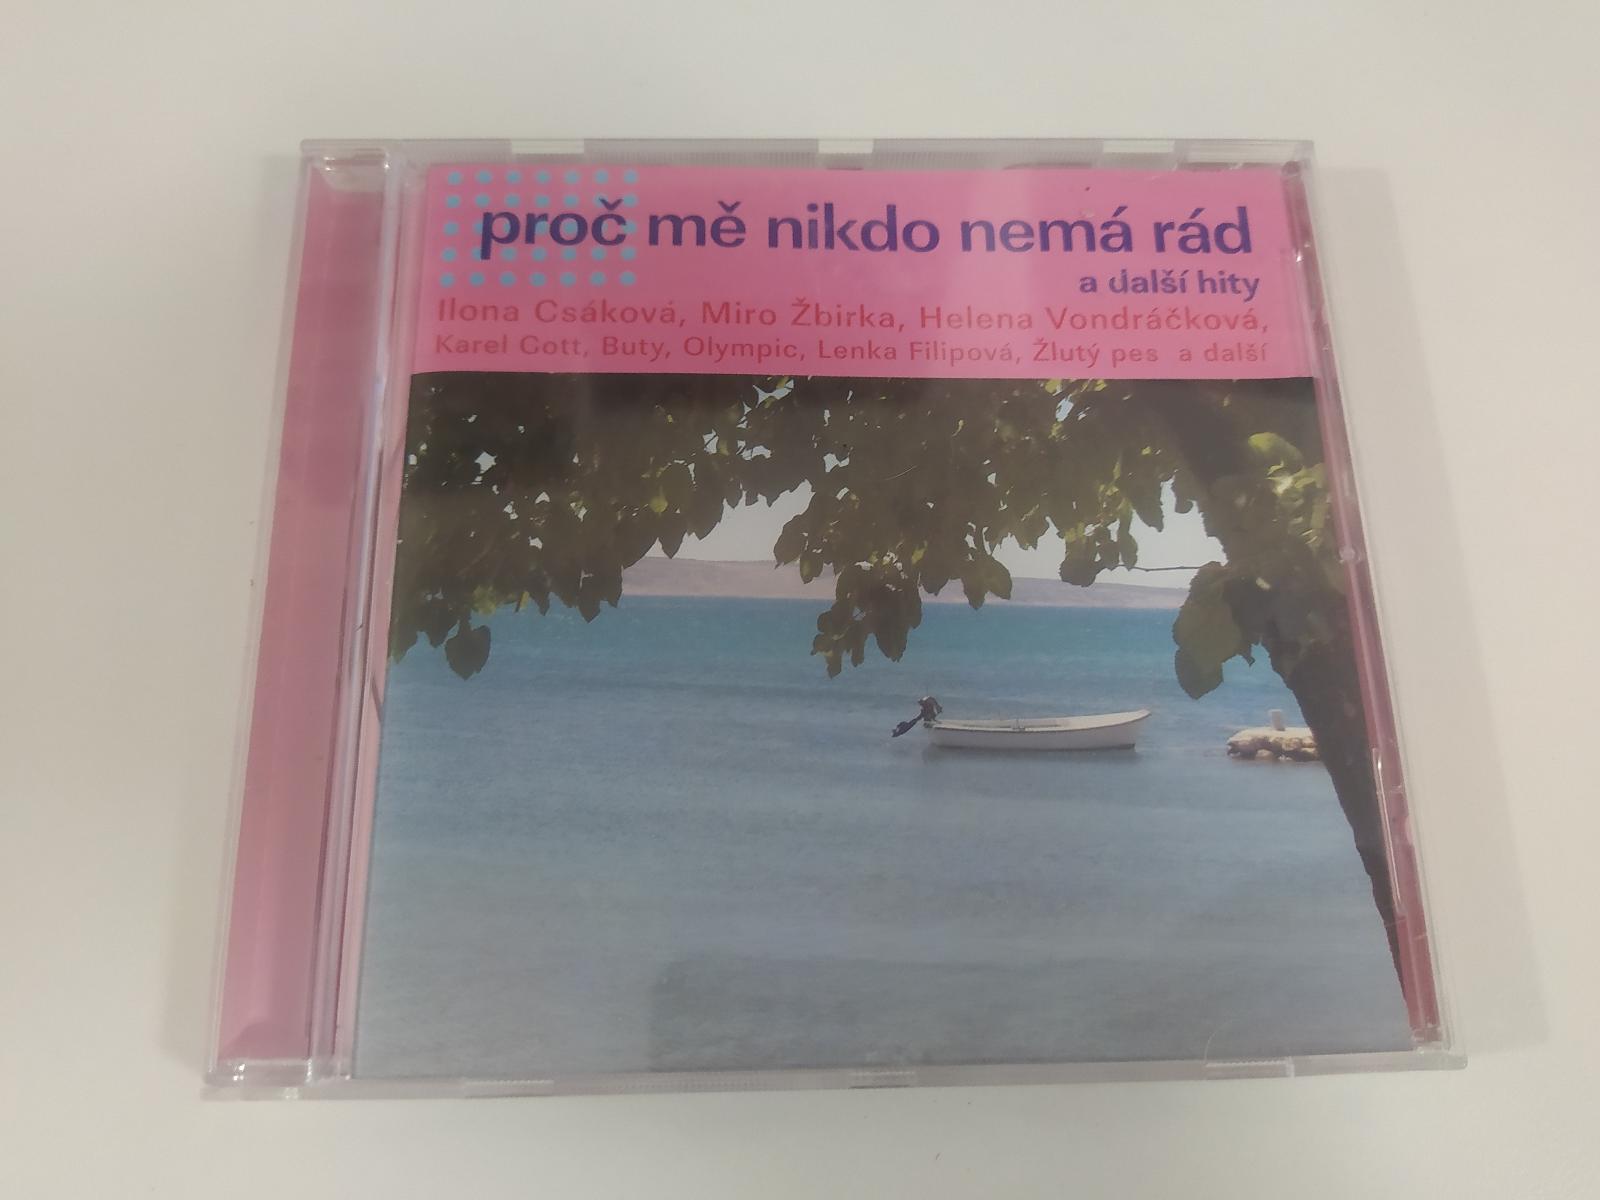 proč mě nikdo nemá rád
a další hity
Ilona Csáková, Miro Žbirka, Helena Vondráčková,
Karel Gott, Buty, Olympic, Lenka Filipová, Žlutý pes a další